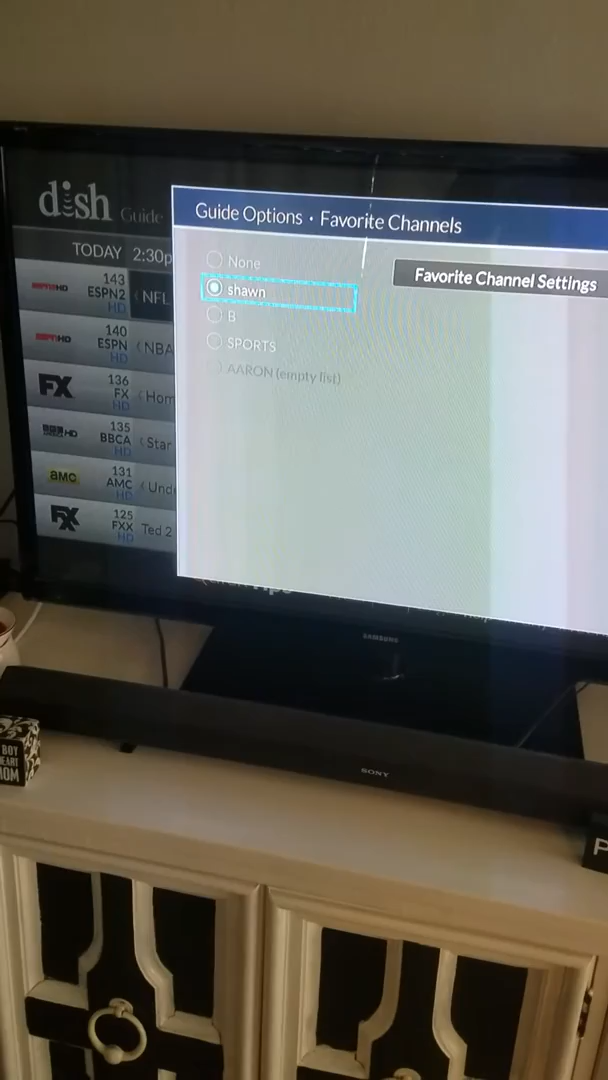 dish Guide
Guide Options • Favorite Channels
TODAY 2:30p
None
Favorite Channel Settings
shawn
B
SPORTS
AARON (empty list)
143
ESPN2
HD
NFL
140
ESPN
HD
NBA
FX
136
FX
HD
Hom
135
BBCA
HD
Star
amc
131
AMC
HD
Und
FX
125
FXX
HD
Ted 2
SAMSUNG
SONY
BOY
MOM
P